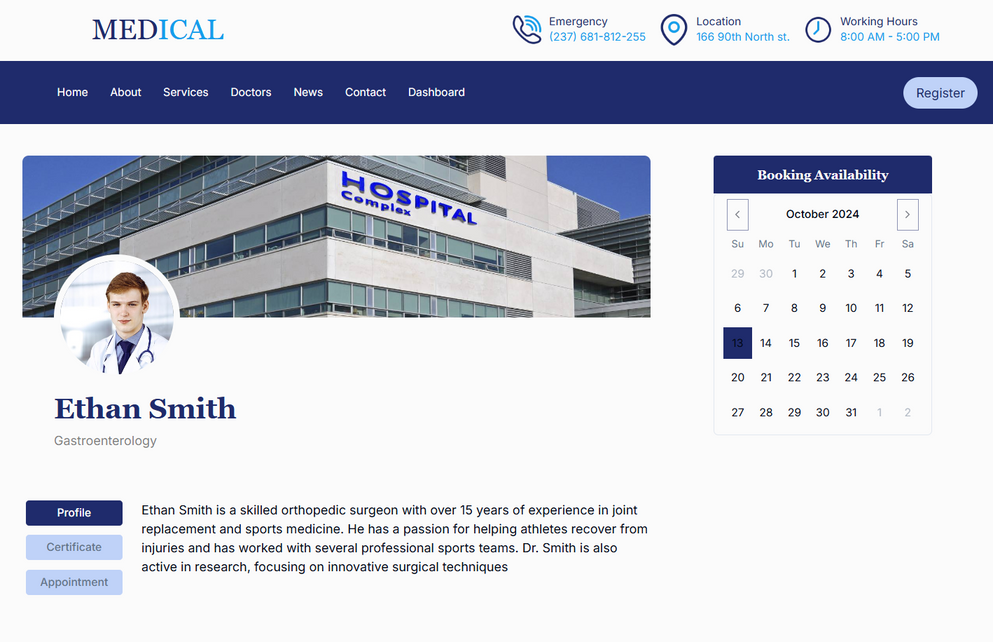 MEDICAL
Emergency
(237) 681-812-255
Location
166 90th North st.
Working Hours
8:00 AM - 5:00 PM
Home About Services Doctors News Contact Dashboard
Register
HOSPITAL
Complex
Ethan Smith
Gastroenterology
Profile
Certificate
Appointment
Ethan Smith is a skilled orthopedic surgeon with over 15 years of experience in joint
replacement and sports medicine. He has a passion for helping athletes recover from
injuries and has worked with several professional sports teams. Dr. Smith is also
active in research, focusing on innovative surgical techniques
Booking Availability
October 2024
Su Mo Tu We Th Fr Sa
29 30 1 2 3 4 5
6 7 8 9 10 11 12
13 14 15 16 17 18 19
20 21 22 23 24 25 26
27 28 29 30 31 1 2